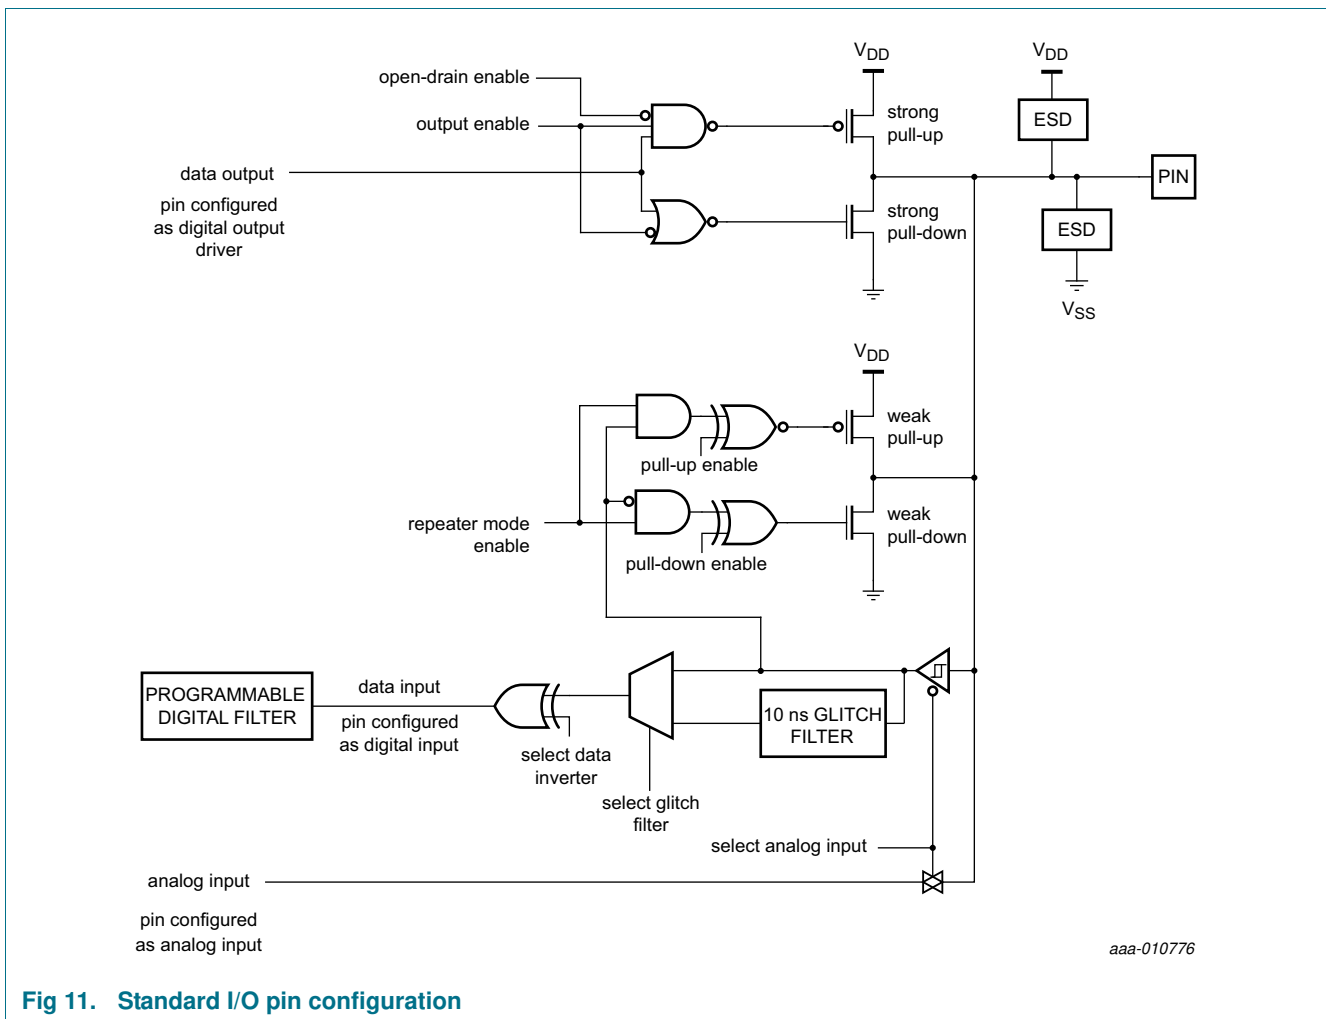 VDD
VDD
open-drain enable
strong
pull-up
ESD
output enable
data output
PIN
pin configured
as digital output
driver
strong
pull-down
ESD
VSS
VDD
weak
pull-up
pull-up enable
repeater mode
enable
weak
pull-down
pull-down enable
PROGRAMMABLE
DIGITAL FILTER
data input
pin configured
as digital input
select data
inverter
10 ns GLITCH
FILTER
select glitch
filter
select analog input
analog input
pin configured
as analog input
aaa-010776
Fig 11. Standard I/O pin configuration